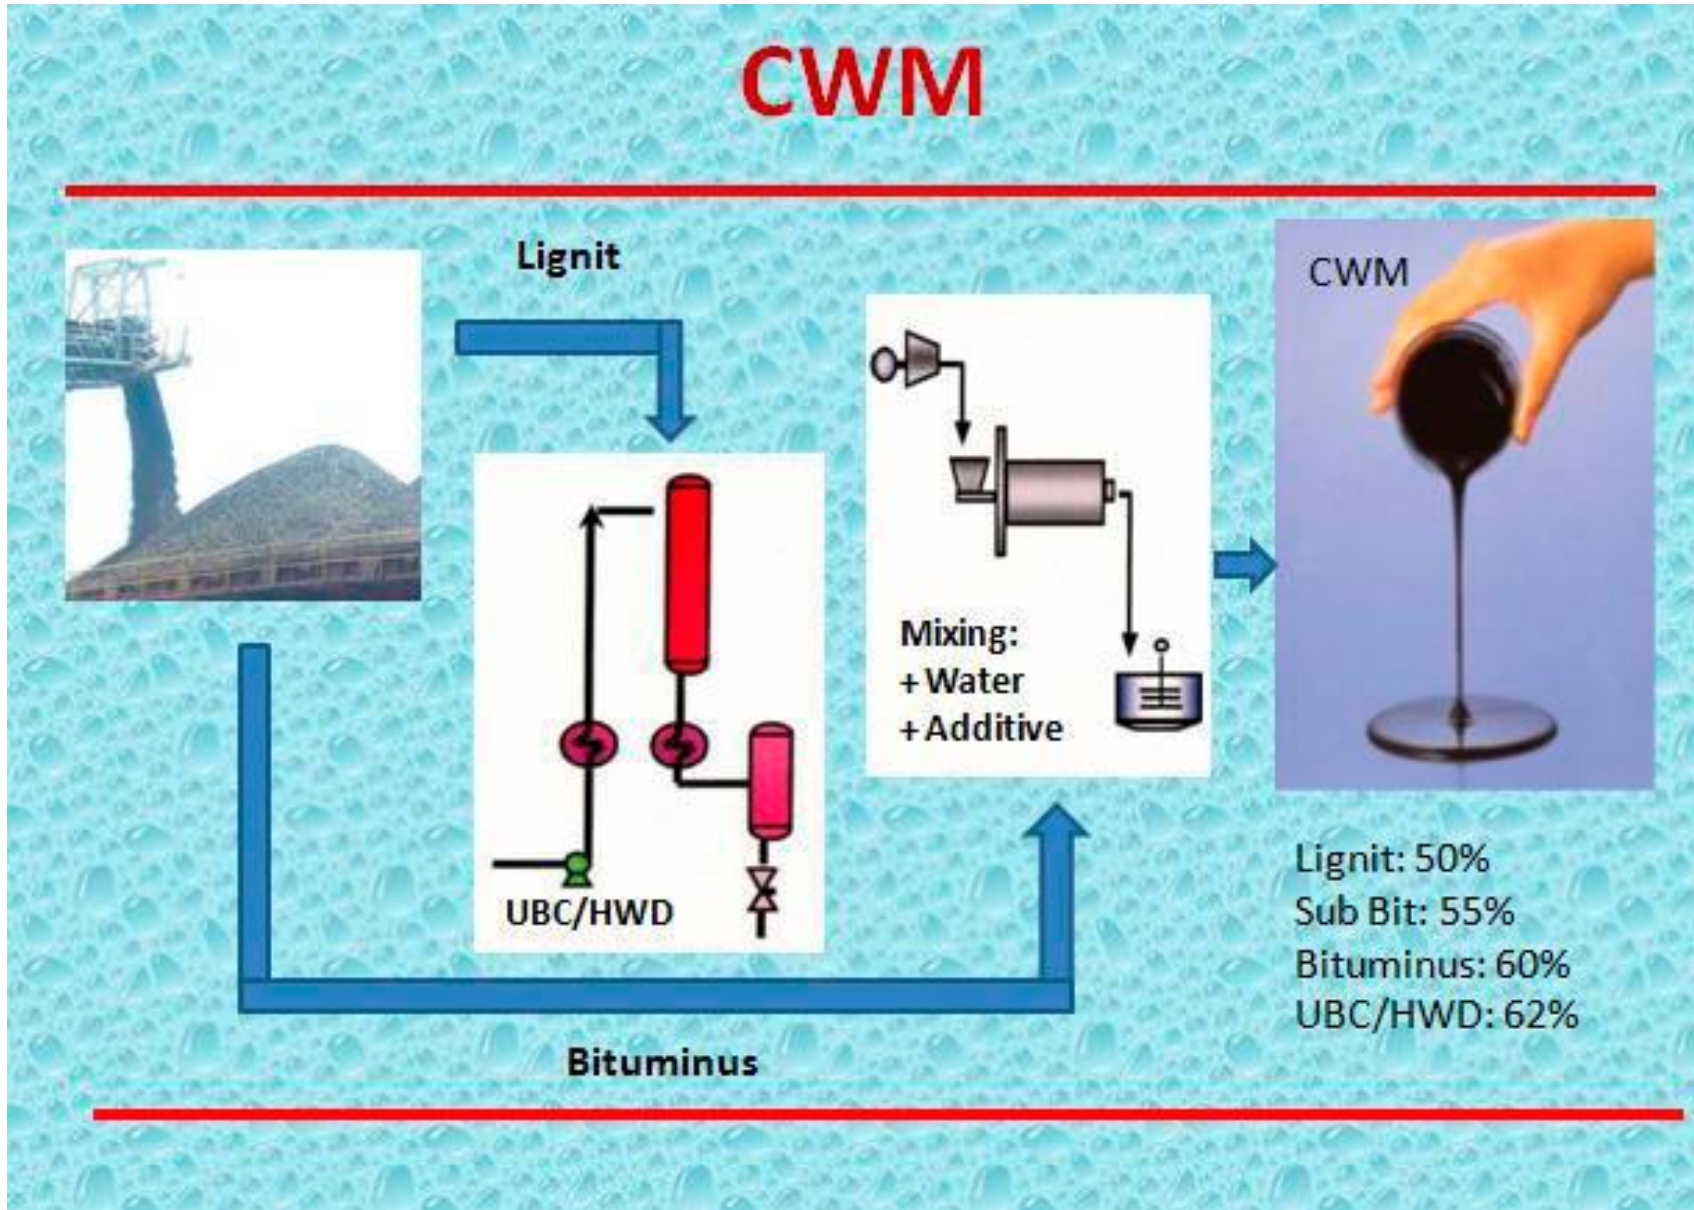 CWM
Lignit
CWM
Mixing:
+ Water
+ Additive
UBC/HWD
Lignit: 50%
Sub Bit: 55%
Bituminus: 60%
UBC/HWD: 62%
Bituminus